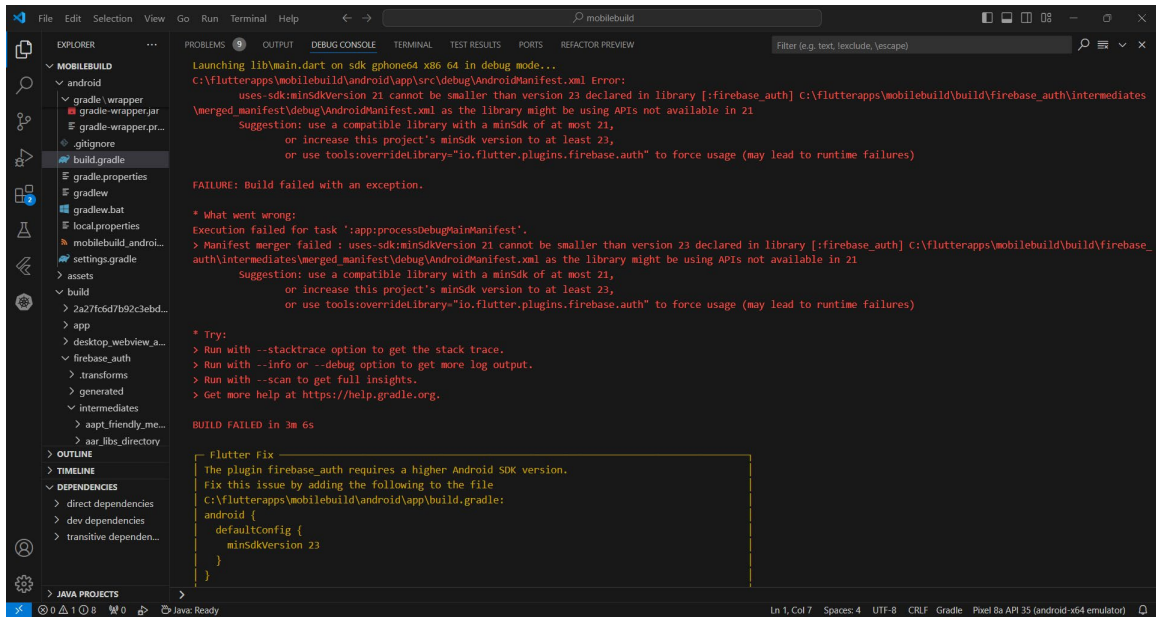 File Edit Selection View Go Run Terminal Help
mobilebuild
EXPLORER
MOBILEBUILD
android
gradle\wrapper
gradle-wrapper.jar
gradle-wrapper.pr...
.gitignore
build.gradle
gradle.properties
gradlew
gradlew.bat
local.properties
mobilebuild_androi...
settings.gradle
assets
build
2a27fc6d7b92c3ebd...
app
desktop_webview_a...
firebase_auth
.transforms
generated
intermediates
aapt_friendly_me...
aar_libs_directory
OUTLINE
TIMELINE
DEPENDENCIES
direct dependencies
dev dependencies
transitive dependen...
JAVA PROJECTS
2
PROBLEMS 9 OUTPUT DEBUG CONSOLE TERMINAL TEST RESULTS PORTS REFACTOR PREVIEW
Filter (e.g. text, !exclude, \escape)
Launching lib\main.dart on sdk gphone64 x86 64 in debug mode...
C:\flutterapps\mobilebuild\android\app\src\debug\AndroidManifest.xml Error:
uses-sdk:minSdkVersion 21 cannot be smaller than version 23 declared in library [:firebase_auth] C:\flutterapps\mobilebuild\build\firebase_auth\intermediates
\merged_manifest\debug\AndroidManifest.xml as the library might be using APIs not available in 21
Suggestion: use a compatible library with a minSdk of at most 21,
or increase this project's minSdk version to at least 23,
or use tools:overrideLibrary="io.flutter.plugins.firebase.auth" to force usage (may lead to runtime failures)
FAILURE: Build failed with an exception.
* What went wrong:
Execution failed for task ':app:processDebugMainManifest'.
> Manifest merger failed : uses-sdk:minSdkVersion 21 cannot be smaller than version 23 declared in library [:firebase_auth] C:\flutterapps\mobilebuild\build\firebase_
auth\intermediates\merged_manifest\debug\AndroidManifest.xml as the library might be using APIs not available in 21
Suggestion: use a compatible library with a minSdk of at most 21,
or increase this project's minSdk version to at least 23,
or use tools:overrideLibrary="io.flutter.plugins.firebase.auth" to force usage (may lead to runtime failures)
* Try:
> Run with --stacktrace option to get the stack trace.
> Run with --info or --debug option to get more log output.
> Run with --scan to get full insights.
> Get more help at https://help.gradle.org.
BUILD FAILED in 3m 6s
Flutter Fix
The plugin firebase_auth requires a higher Android SDK version.
Fix this issue by adding the following to the file
C:\flutterapps\mobilebuild\android\app\build.gradle:
android {
defaultConfig {
minSdkVersion 23
}
}
>
0 1 8 0 Java: Ready
Ln 1, Col 7 Spaces: 4 UTF-8 CRLF Gradle Pixel 8a API 35 (android-x64 emulator)